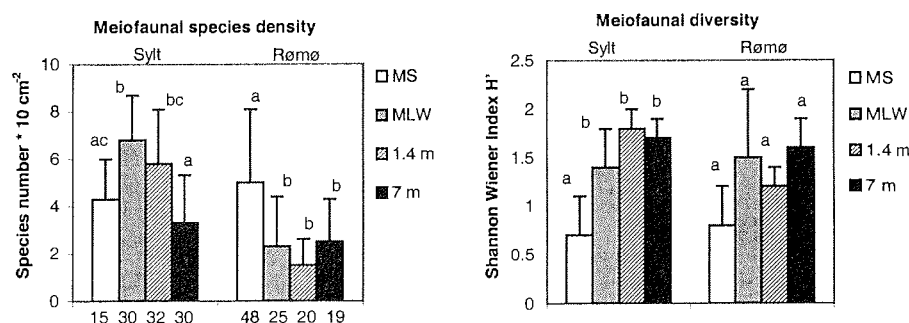 Meiofaunal species density
Sylt Rømø
Species number * 10 cm-2
10
8
6
4
2
0
ac b bc a
a b b b
15 30 32 30 48 25 20 19
MS
MLW
1.4 m
7 m
Meiofaunal diversity
Sylt Rømø
Shannon Wiener Index H'
2.5
2
1.5
1
0.5
0
a b b b
a a a a
MS
MLW
1.4 m
7 m